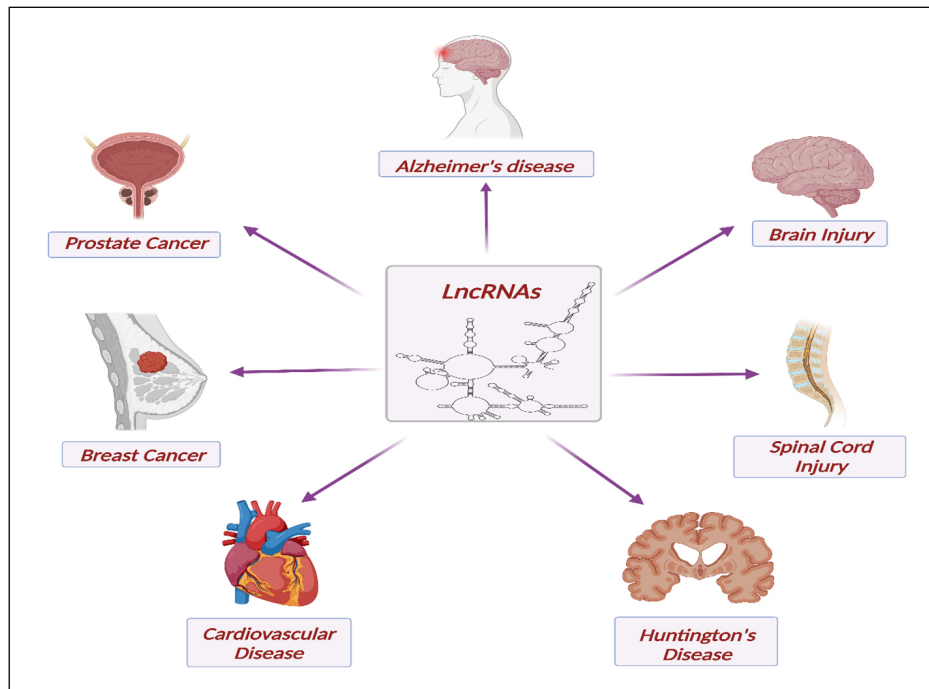 Alzheimer's disease
Prostate Cancer
Brain Injury
LncRNAs
Breast Cancer
Spinal Cord
Injury
Cardiovascular
Disease
Huntington's
Disease